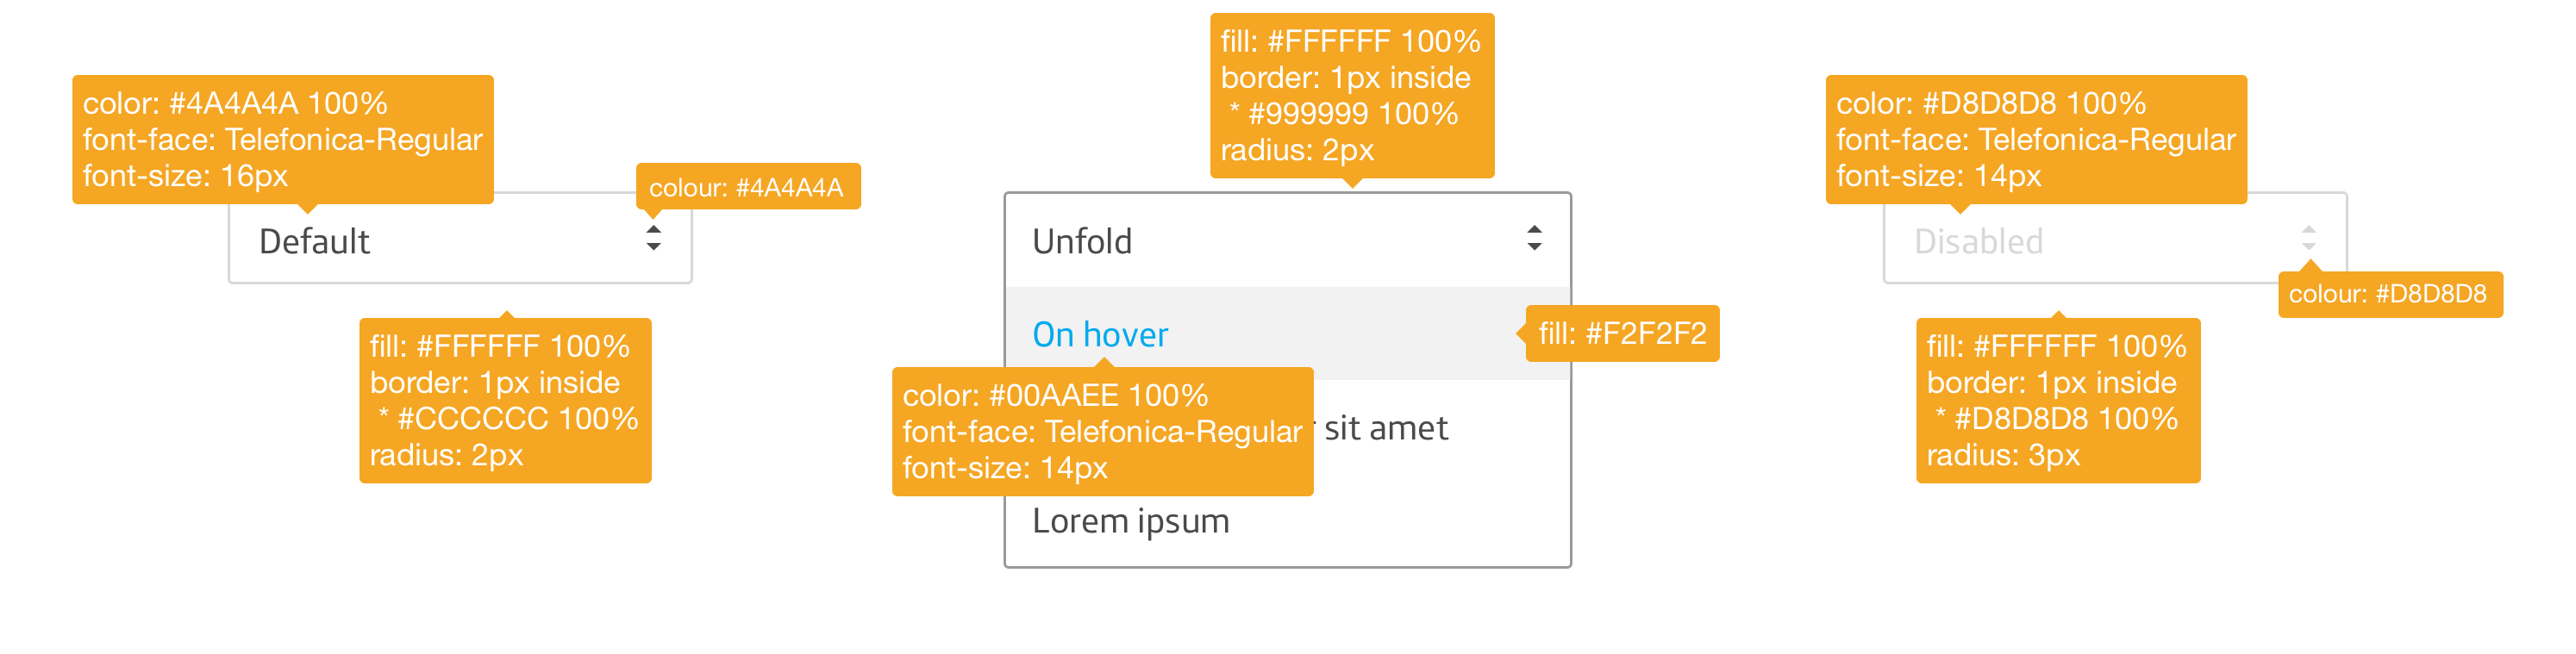 color: #4A4A4A 100%
font-face: Telefonica-Regular
font-size: 16px
colour: #4A4A4A
Default
fill: #FFFFFF 100%
border: 1px inside
* #CCCCCC 100%
radius: 2px
fill: #FFFFFF 100%
border: 1px inside
* #999999 100%
radius: 2px
Unfold
On hover
fill: #F2F2F2
color: #00AAEE 100%
font-face: Telefonica-Regular
font-size: 14px
sit amet
Lorem ipsum
color: #D8D8D8 100%
font-face: Telefonica-Regular
font-size: 14px
Disabled
colour: #D8D8D8
fill: #FFFFFF 100%
border: 1px inside
* #D8D8D8 100%
radius: 3px